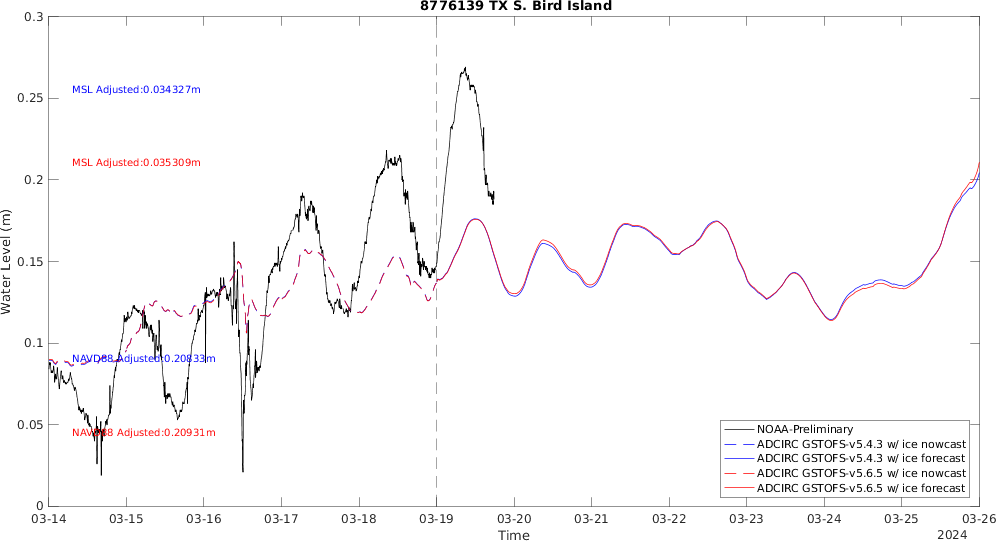 8776139 TX S. Bird Island
0.3
0.25
0.2
0.15
0.1
0.05
0
Water Level (m)
MSL Adjusted:0.034327m
MSL Adjusted:0.035309m
NAVD88 Adjusted:0.20833m
NAVD88 Adjusted:0.20931m
NOAA-Preliminary
ADCIRC GSTOFS-v5.4.3 w/ ice nowcast
ADCIRC GSTOFS-v5.4.3 w/ ice forecast
ADCIRC GSTOFS-v5.6.5 w/ ice nowcast
ADCIRC GSTOFS-v5.6.5 w/ ice forecast
03-14 03-15 03-16 03-17 03-18 03-19 03-20 03-21 03-22 03-23 03-24 03-25 03-26
Time
2024